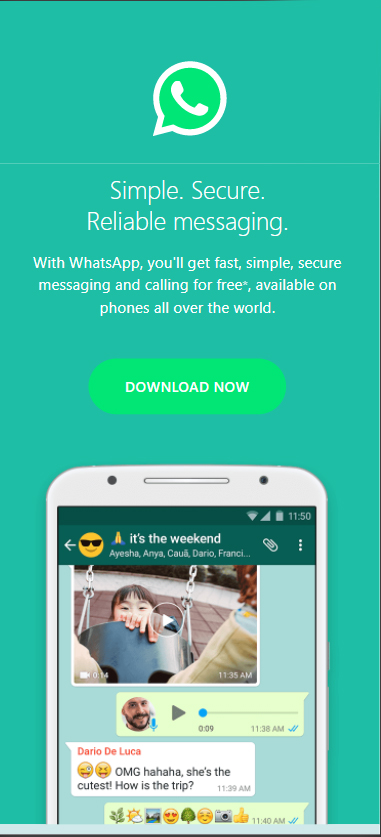 Simple. Secure.
Reliable messaging.
With WhatsApp, you'll get fast, simple, secure
messaging and calling for free*, available on
phones all over the world.
DOWNLOAD NOW
11:50
🙏 it's the weekend
Ayesha, Anya, Cauã, Dario, Franci...
0:14
11:35 AM
0:09
11:38 AM
Dario De Luca
😜😆 OMG hahaha, she's the
cutest! How is the trip?
11:39 AM
🌿⛅🏞️😍🌳☺️📷👍 11:40 AM